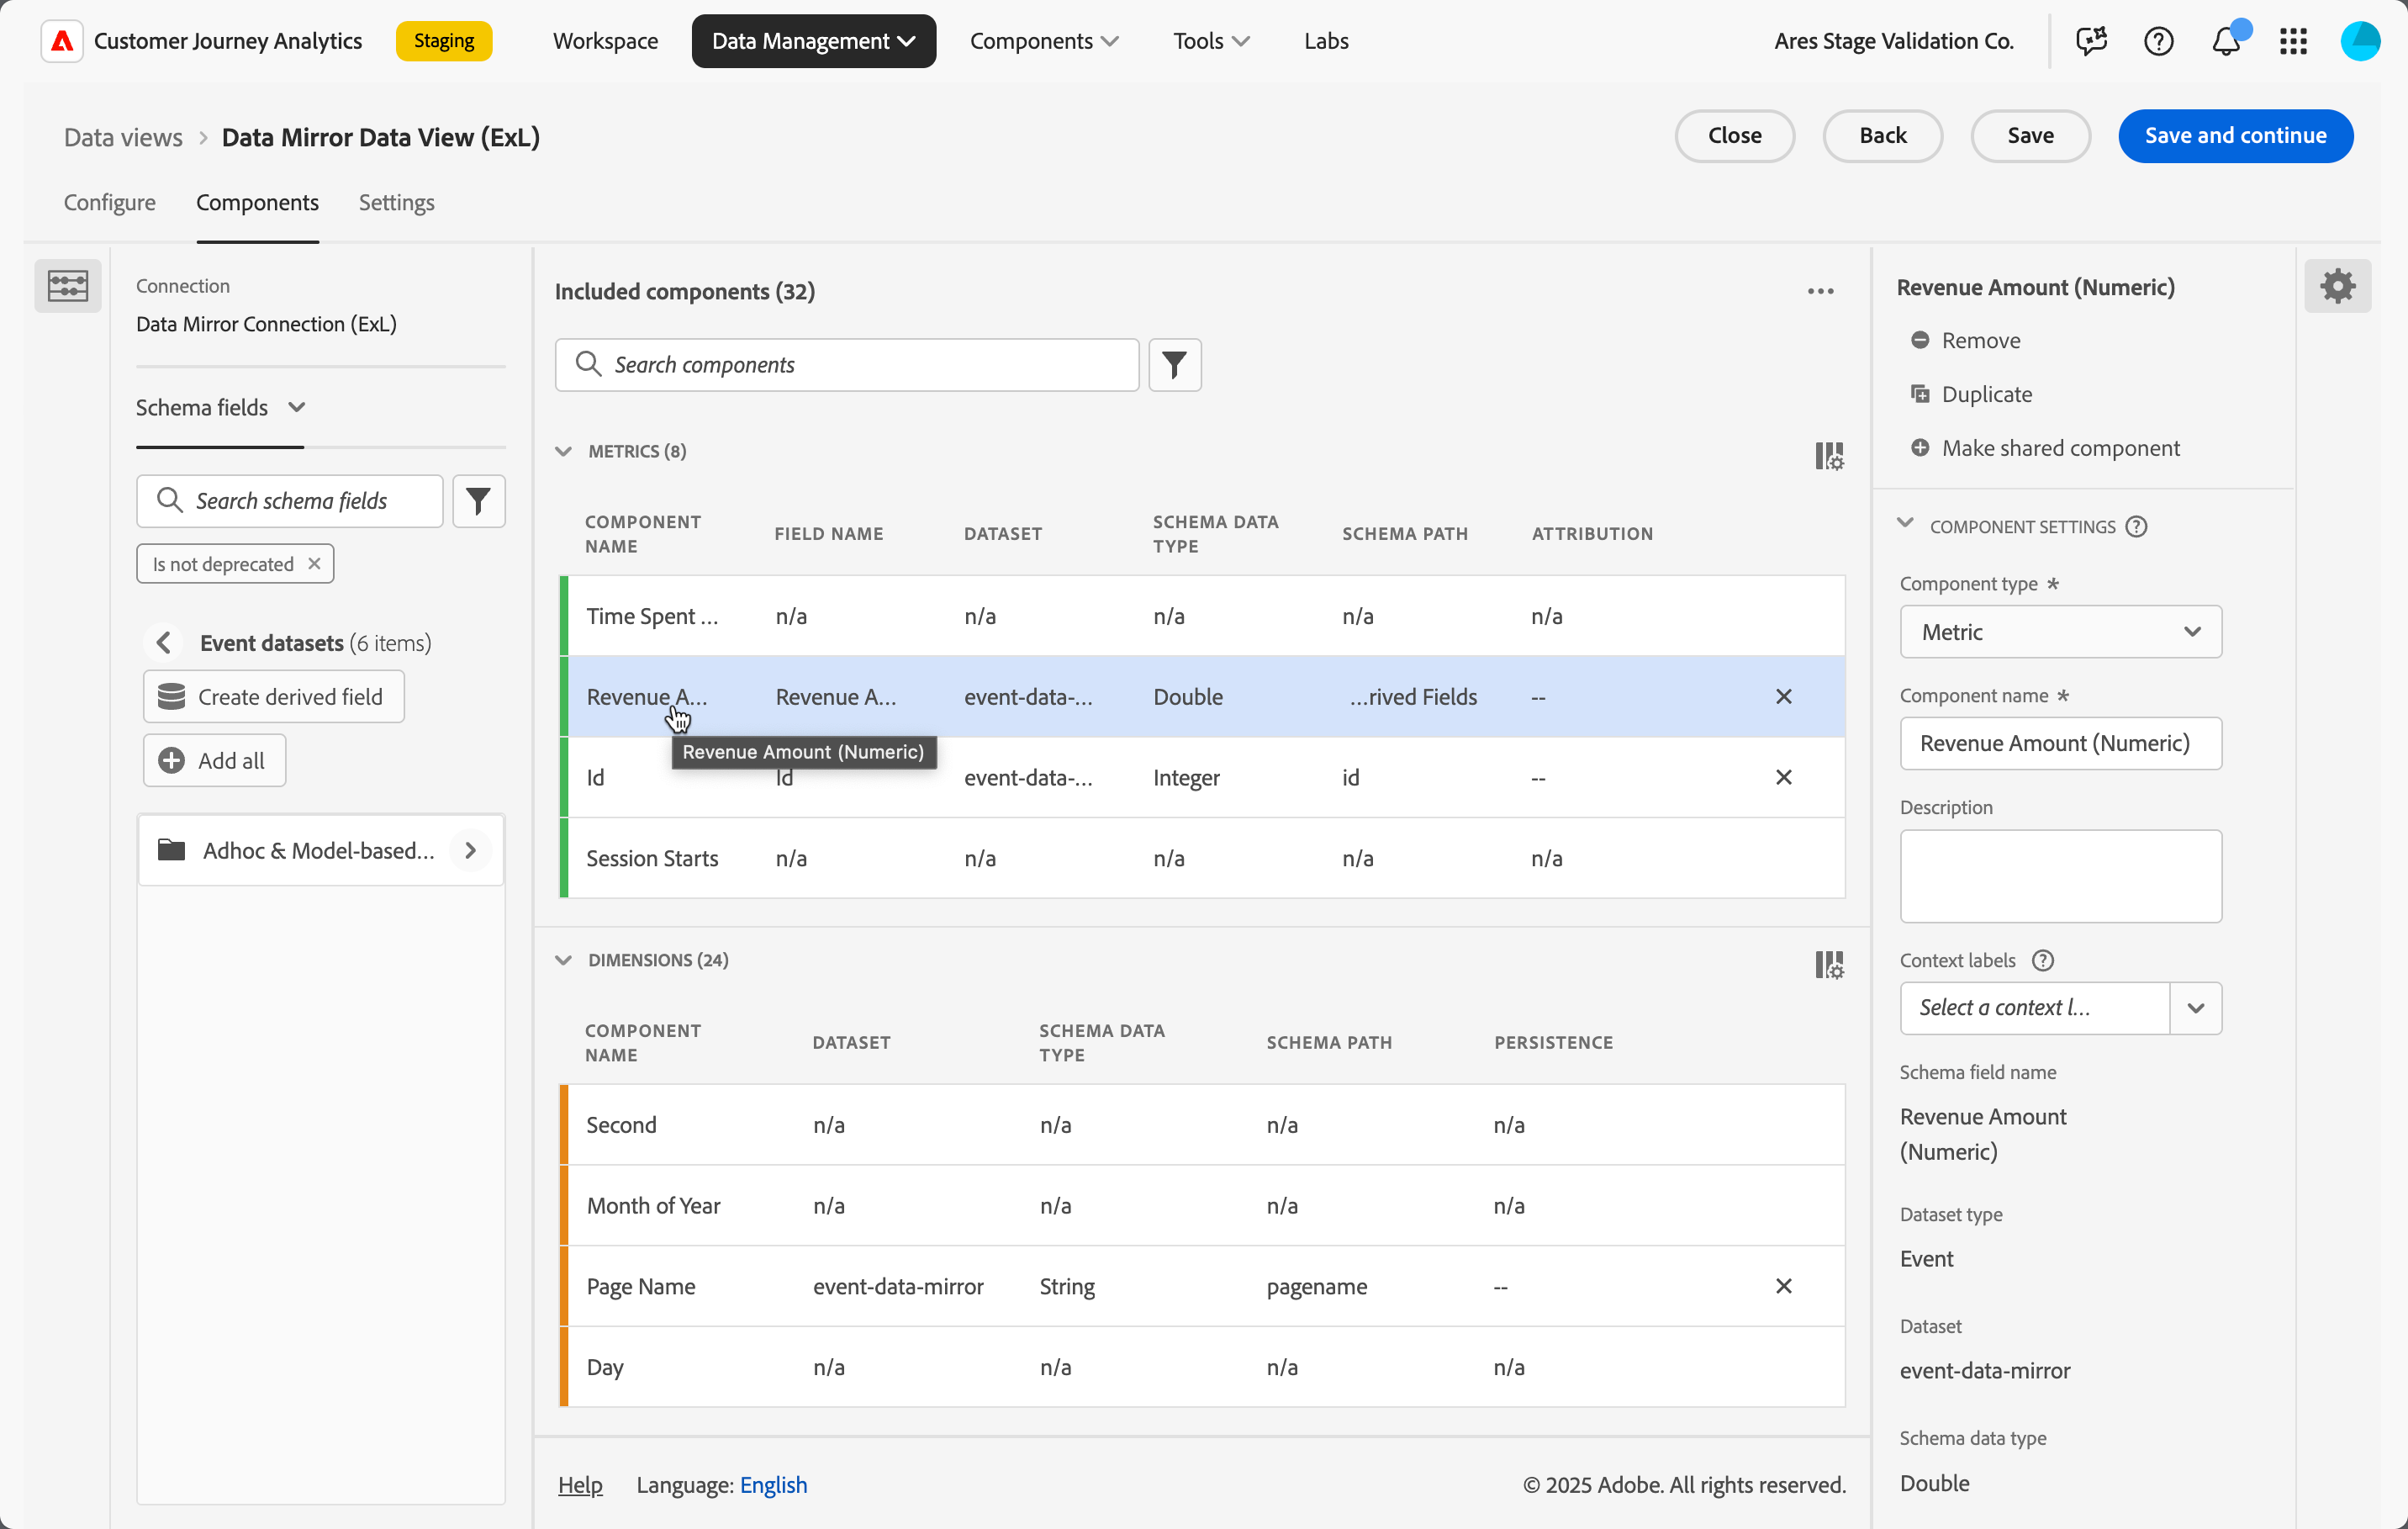 Customer Journey Analytics
Staging
Workspace
Data Management
Components
Tools
Labs
Ares Stage Validation Co.
Data views
Data Mirror Data View (ExL)
Close
Back
Save
Save and continue
Configure
Components
Settings
Connection
Data Mirror Connection (ExL)
Schema fields
Search schema fields
Is not deprecated
Event datasets (6 items)
Create derived field
Add all
Adhoc & Model-based...
Included components (32)
Search components
METRICS (8)
COMPONENT NAME FIELD NAME DATASET SCHEMA DATA TYPE SCHEMA PATH ATTRIBUTION
Time Spent ... n/a n/a n/a n/a n/a
Revenue A... Revenue A... event-data-... Double ...rived Fields --
Revenue Amount (Numeric)
Id Id event-data-... Integer id --
Session Starts n/a n/a n/a n/a n/a
DIMENSIONS (24)
COMPONENT NAME DATASET SCHEMA DATA TYPE SCHEMA PATH PERSISTENCE
Second n/a n/a n/a n/a
Month of Year n/a n/a n/a n/a
Page Name event-data-mirror String pagename --
Day n/a n/a n/a n/a
Help
Language: English
© 2025 Adobe. All rights reserved.
Revenue Amount (Numeric)
Remove
Duplicate
Make shared component
COMPONENT SETTINGS
Component type *
Metric
Component name *
Revenue Amount (Numeric)
Description
Context labels
Select a context l...
Schema field name
Revenue Amount
(Numeric)
Dataset type
Event
Dataset
event-data-mirror
Schema data type
Double